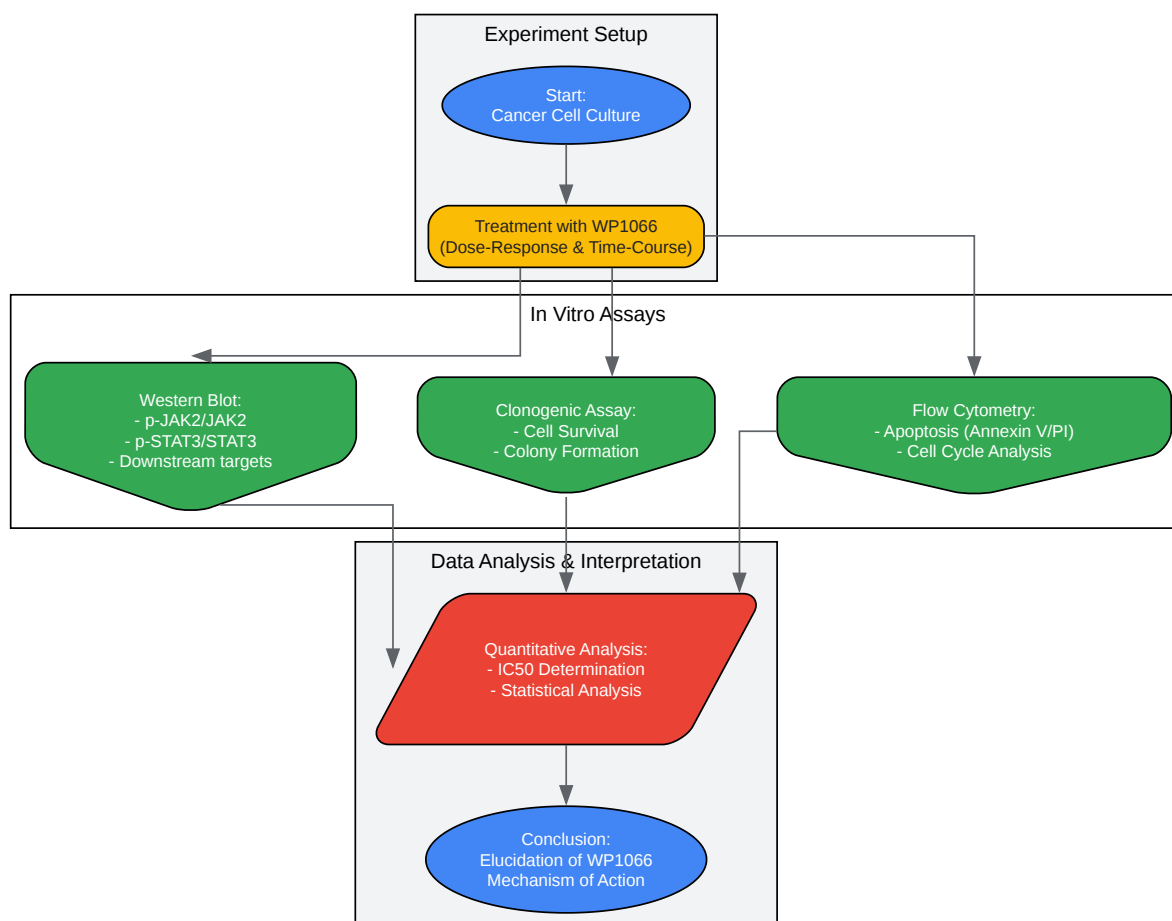 Experiment Setup
Start:
Cancer Cell Culture
Treatment with WP1066
(Dose-Response & Time-Course)
In Vitro Assays
Western Blot:
- p-JAK2/JAK2
- p-STAT3/STAT3
- Downstream targets
Clonogenic Assay:
- Cell Survival
- Colony Formation
Flow Cytometry:
- Apoptosis (Annexin V/PI)
- Cell Cycle Analysis
Data Analysis & Interpretation
Quantitative Analysis:
- IC50 Determination
- Statistical Analysis
Conclusion:
Elucidation of WP1066
Mechanism of Action